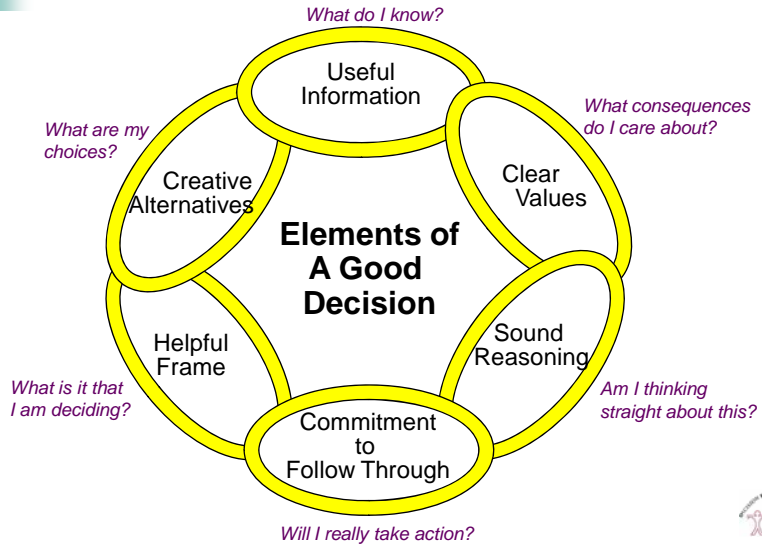 What do I know?
Useful
Information
What consequences
do I care about?
What are my
choices?
Clear
Values
Creative
Alternatives
Elements of
A Good
Decision
Sound
Reasoning
Helpful
Frame
What is it that
I am deciding?
Am I thinking
straight about this?
Commitment
to
Follow Through
Will I really take action?